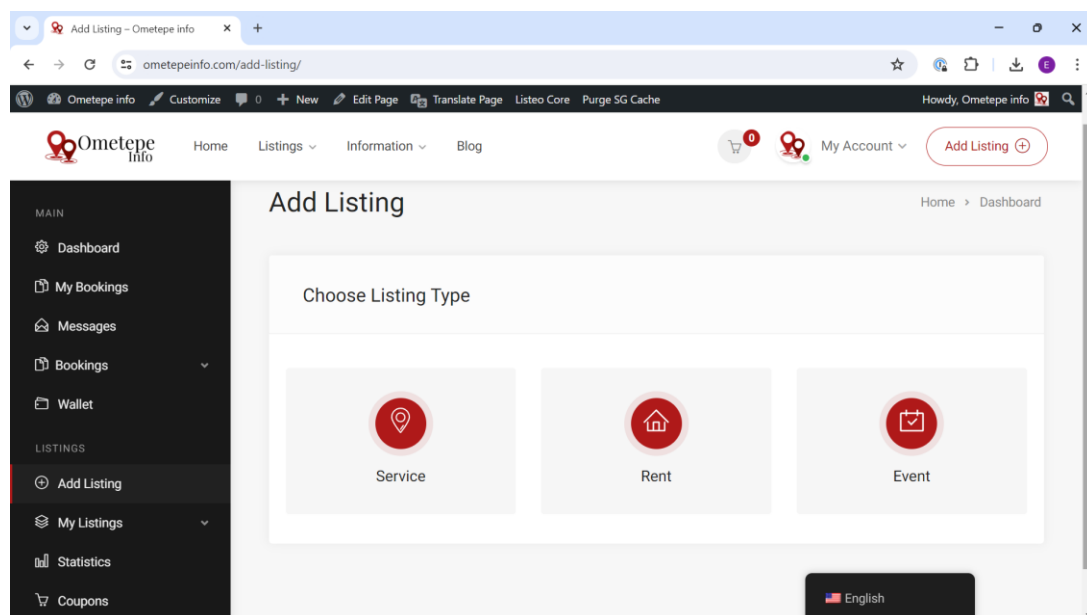 Add Listing – Ometepe info
ometepeinfo.com/add-listing/
E
Ometepe info Customize 0 New Edit Page Translate Page Listeo Core Purge SG Cache Howdy, Ometepe info
Ometepe
Info
Home Listings Information Blog 0 My Account Add Listing
MAIN
Dashboard
My Bookings
Messages
Bookings
Wallet
LISTINGS
Add Listing
My Listings
Statistics
Coupons
Add Listing
Home > Dashboard
Choose Listing Type
Service Rent Event
English